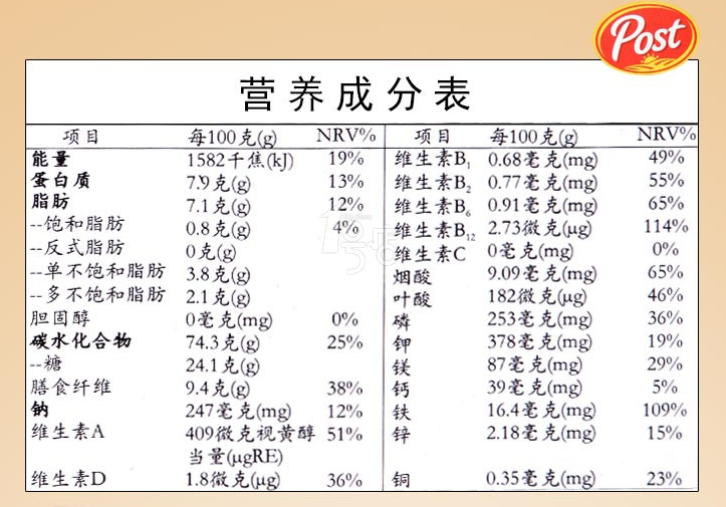 Post
营养成分表
项目 每100克(g) NRV% 项目 每100克(g) NRV%
能量 1582千焦(kJ) 19% 维生素B₁ 0.68毫克(mg) 49%
蛋白质 7.9克(g) 13% 维生素B₂ 0.77毫克(mg) 55%
脂肪 7.1克(g) 12% 维生素B₆ 0.91毫克(mg) 65%
--饱和脂肪 0.8克(g) 4% 维生素B₁₂ 2.73微克(μg) 114%
--反式脂肪 0克(g) 维生素C 0毫克(mg) 0%
--单不饱和脂肪 3.8克(g) 烟酸 9.09毫克(mg) 65%
--多不饱和脂肪 2.1克(g) 叶酸 182微克(μg) 46%
胆固醇 0毫克(mg) 0% 磷 253毫克(mg) 36%
碳水化合物 74.3克(g) 25% 钾 378毫克(mg) 19%
--糖 24.1克(g) 镁 87毫克(mg) 29%
膳食纤维 9.4克(g) 38% 钙 39毫克(mg) 5%
钠 247毫克(mg) 12% 铁 16.4毫克(mg) 109%
维生素A 409微克视黄醇 51% 锌 2.18毫克(mg) 15%
当量(μgRE)
维生素D 1.8微克(μg) 36% 铜 0.35毫克(mg) 23%